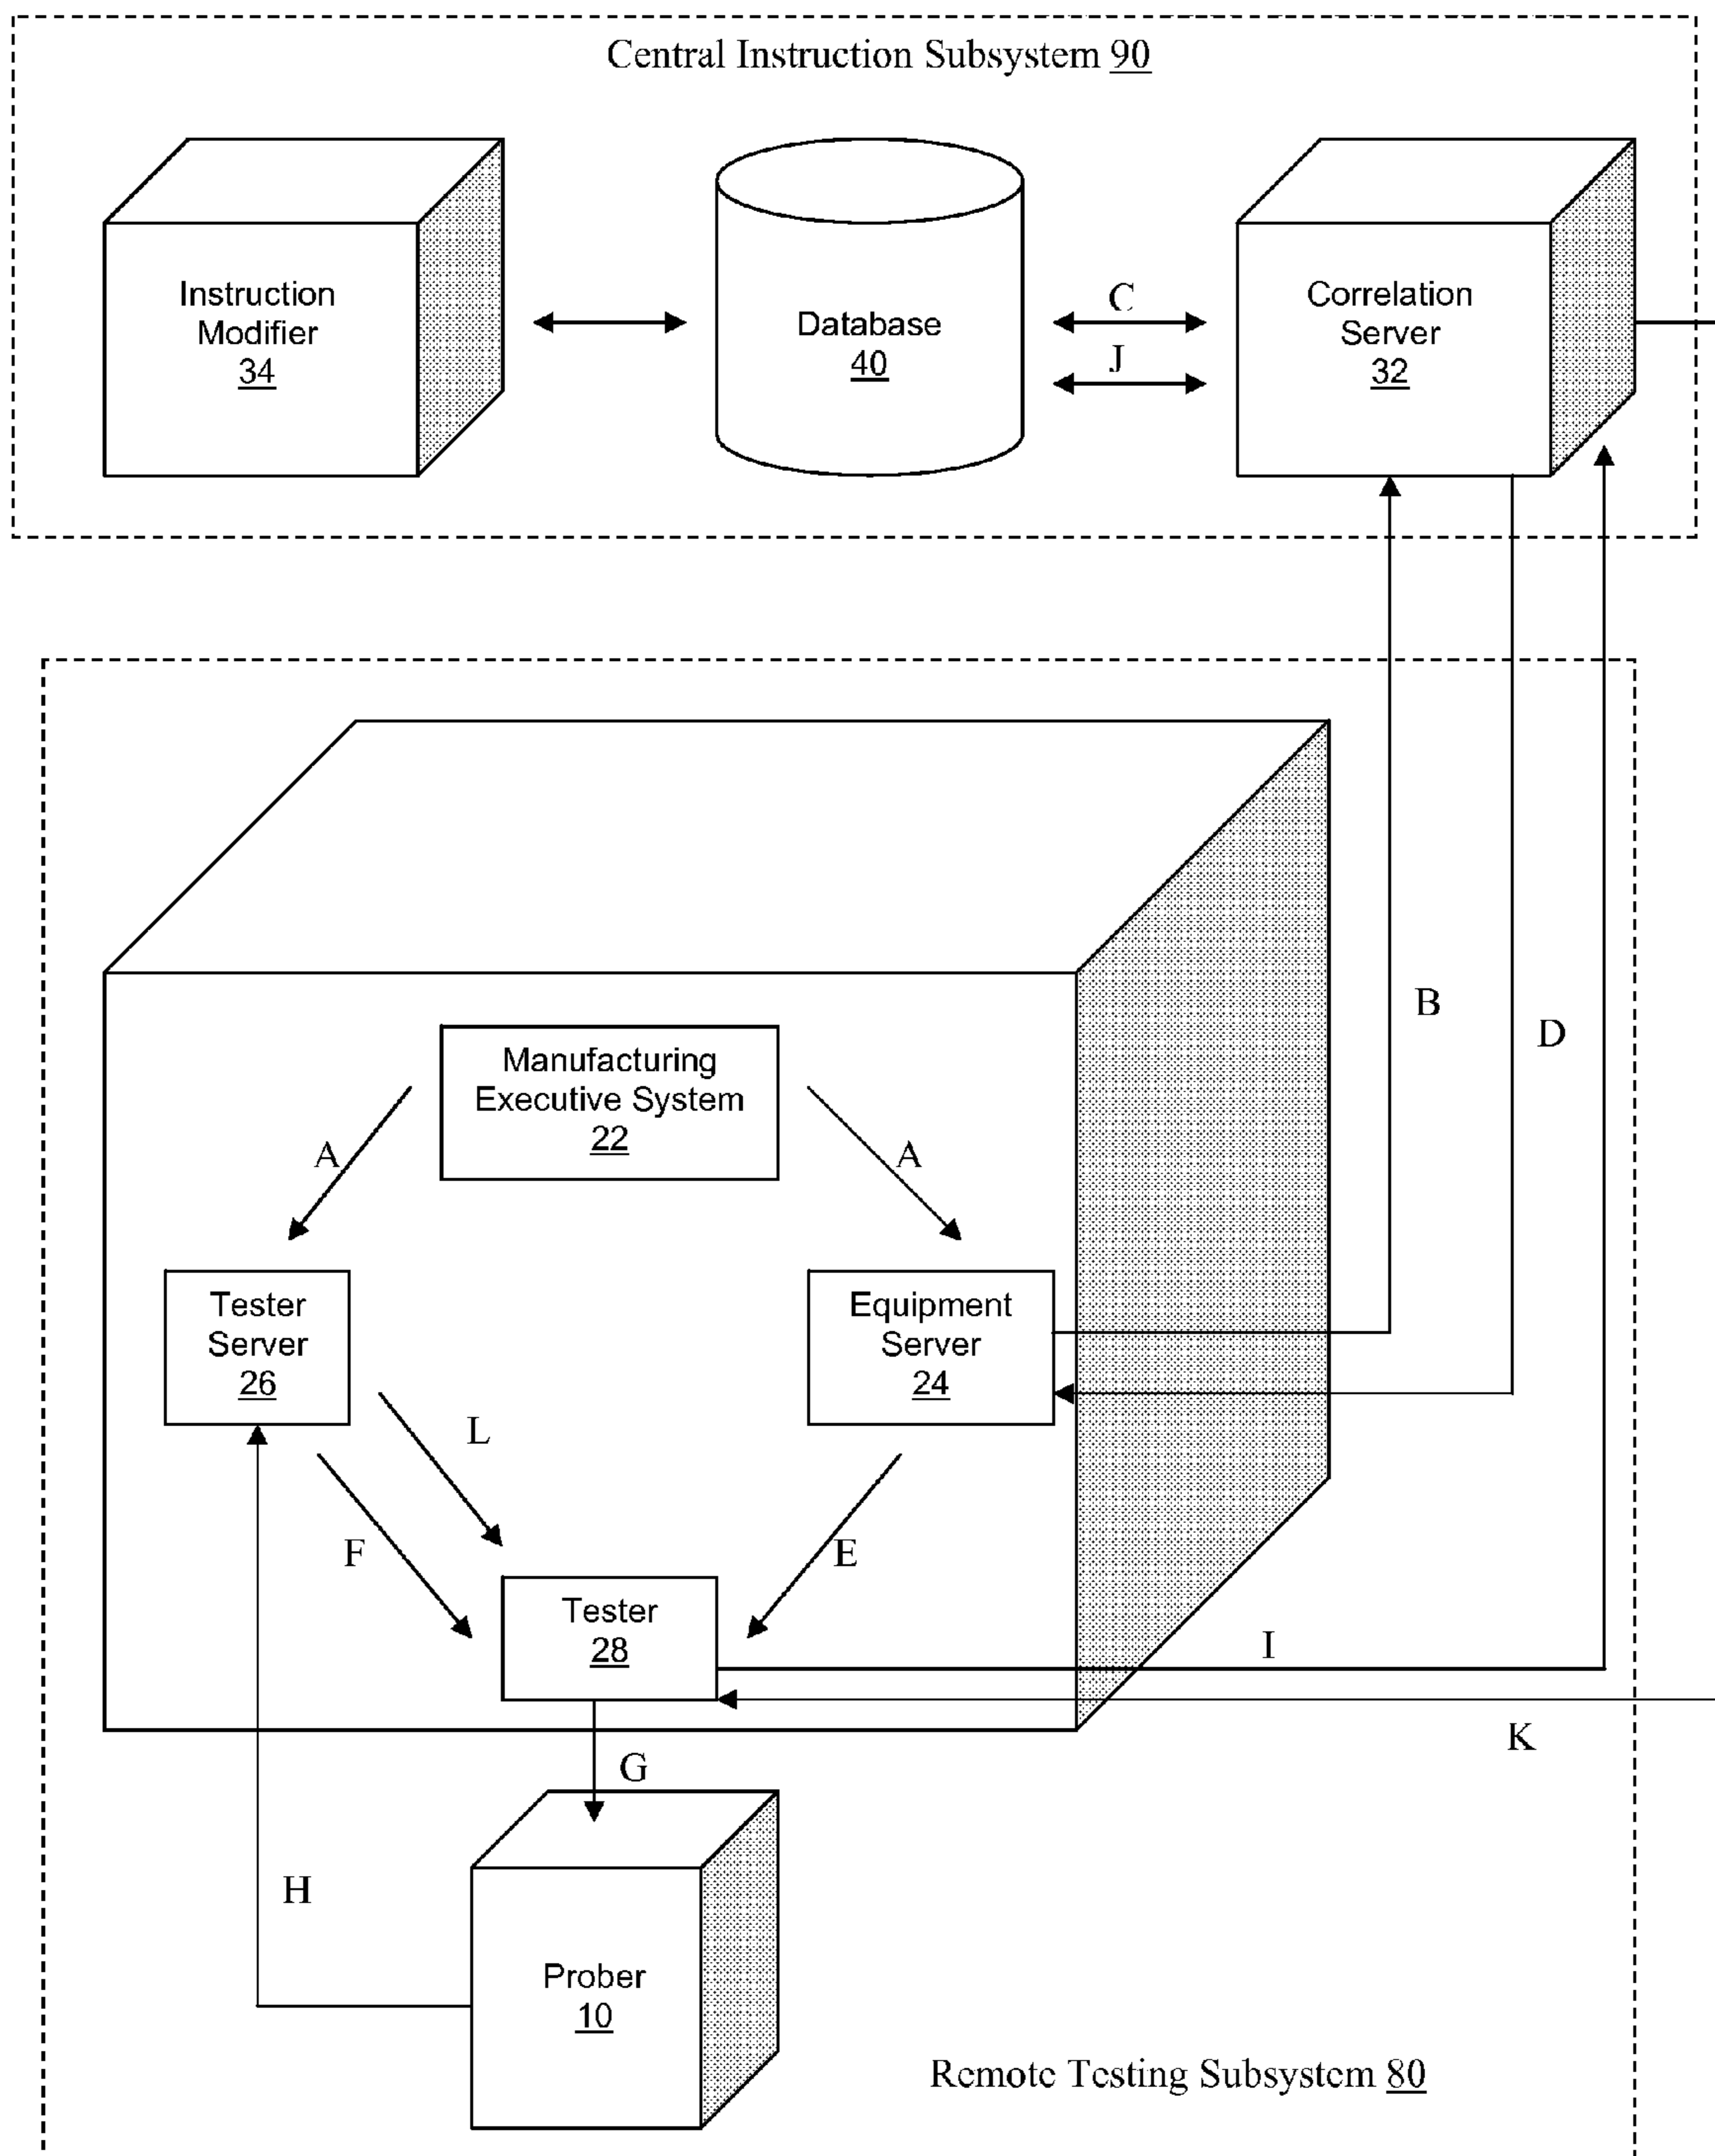 Central Instruction Subsystem 90
Instruction
Modifier
34
Database
40
C
J
Correlation
Server
32
B
D
Manufacturing
Executive System
22
A
A
Tester
Server
26
Equipment
Server
24
L
F
E
Tester
28
I
K
G
H
Prober
10
Remote Testing Subsystem 80